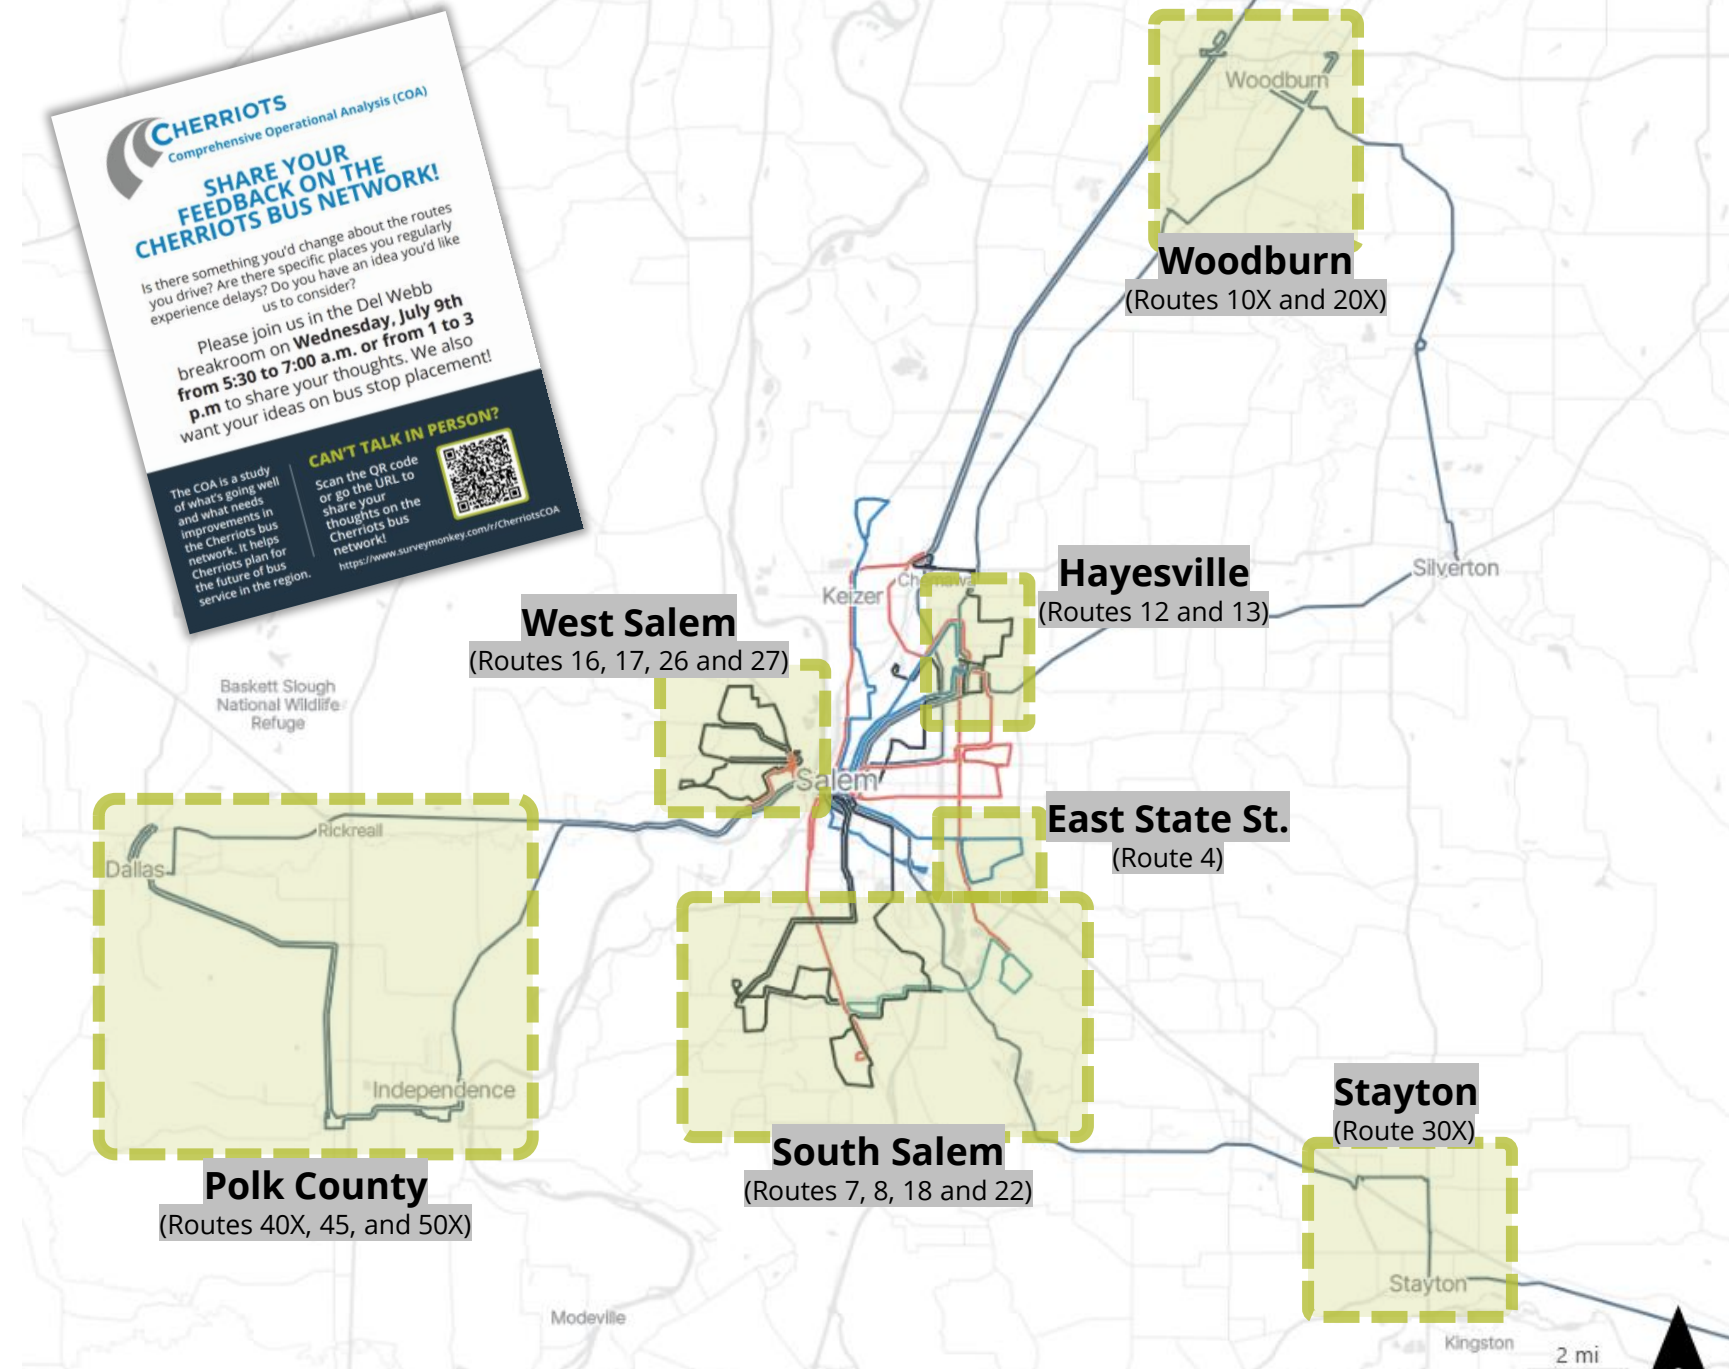 CHERRIOTS
Comprehensive Operational Analysis (COA)
SHARE YOUR
FEEDBACK ON THE
CHERRIOTS BUS NETWORK!
Is there something you'd change about the routes
you drive? Are there specific places you regularly
experience delays? Do you have an idea you'd like
us to consider?
Please join us in the Del Webb
breakroom on Wednesday, July 9th
from 5:30 to 7:00 a.m. or from 1 to 3
p.m to share your thoughts. We also
want your ideas on bus stop placement!
The COA is a study
of what's going well
and what needs
improvements in
the Cherriots bus
network. It helps
Cherriots plan for
the future of bus
service in the region.
CAN'T TALK IN PERSON?
Scan the QR code
or go the URL to
share your
thoughts on the
Cherriots bus
network!
https://www.surveymonkey.com/r/CherriotsCOA
Woodburn
Woodburn
(Routes 10X and 20X)
Silverton
Chemawa
Keizer
Hayesville
(Routes 12 and 13)
West Salem
(Routes 16, 17, 26 and 27)
Baskett Slough
National Wildlife
Refuge
Salem
Rickreall
Dallas
East State St.
(Route 4)
Independence
Polk County
(Routes 40X, 45, and 50X)
South Salem
(Routes 7, 8, 18 and 22)
Stayton
(Route 30X)
Stayton
Modeville
Kingston
2 mi